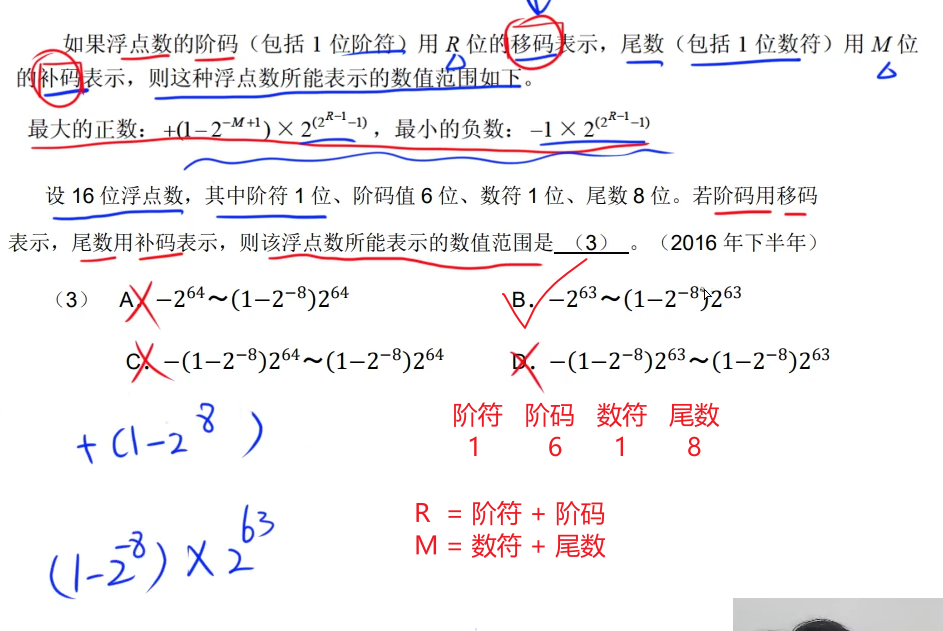 如果浮点数的阶码（包括 1 位阶符）用 R 位的移码表示，尾数（包括 1 位数符）用 M 位
的补码表示，则这种浮点数所能表示的数值范围如下。
最大的正数：+(1−2^{−M+1})×2^{(2^{R−1}−1)}，最小的负数：−1×2^{(2^{R−1}−1)}
设 16 位浮点数，其中阶符 1 位、阶码值 6 位、数符 1 位、尾数 8 位。若阶码用移码
表示，尾数用补码表示，则该浮点数所能表示的数值范围是 （3） 。（2016 年下半年）
（3） A. −2^{64}～(1−2^{−8})2^{64} B. −2^{63}～(1−2^{−8})2^{63}
C. −(1−2^{−8})2^{64}～(1−2^{−8})2^{64} D. −(1−2^{−8})2^{63}～(1−2^{−8})2^{63}
阶符 阶码 数符 尾数
1 6 1 8
+(1−2^{8} )
R = 阶符 + 阶码
M = 数符 + 尾数
(1−2^{−8})×2^{63}